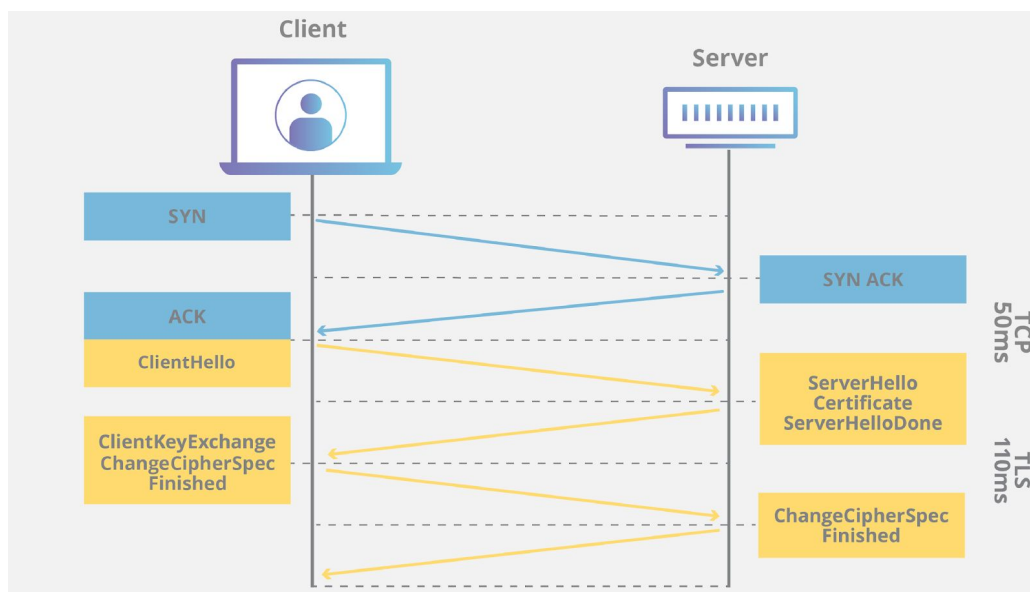 Client
Server
SYN
SYN ACK
ACK
ClientHello
TCP
50ms
ServerHello
Certificate
ServerHelloDone
ClientKeyExchange
ChangeCipherSpec
Finished
TLS
110ms
ChangeCipherSpec
Finished